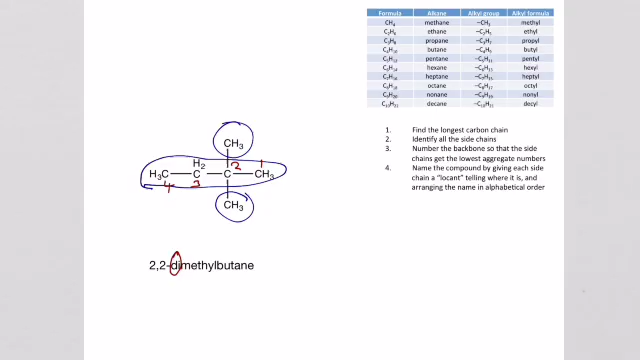 Formula Alkane Alkyl group Alkyl formula
CH₄ methane –CH₃ methyl
C₂H₆ ethane –C₂H₅ ethyl
C₃H₈ propane –C₃H₇ propyl
C₄H₁₀ butane –C₄H₉ butyl
C₅H₁₂ pentane –C₅H₁₁ pentyl
C₆H₁₄ hexane –C₆H₁₃ hexyl
C₇H₁₆ heptane –C₇H₁₅ heptyl
C₈H₁₈ octane –C₈H₁₇ octyl
C₉H₂₀ nonane –C₉H₁₉ nonyl
C₁₀H₂₂ decane –C₁₀H₂₁ decyl
1. Find the longest carbon chain
2. Identify all the side chains
3. Number the backbone so that the side
chains get the lowest aggregate numbers
4. Name the compound by giving each side
chain a “locant” telling where it is, and
arranging the name in alphabetical order
CH₃
H₂ 2 1
H₃C C C CH₃
4 3
CH₃
2,2-dimethylbutane